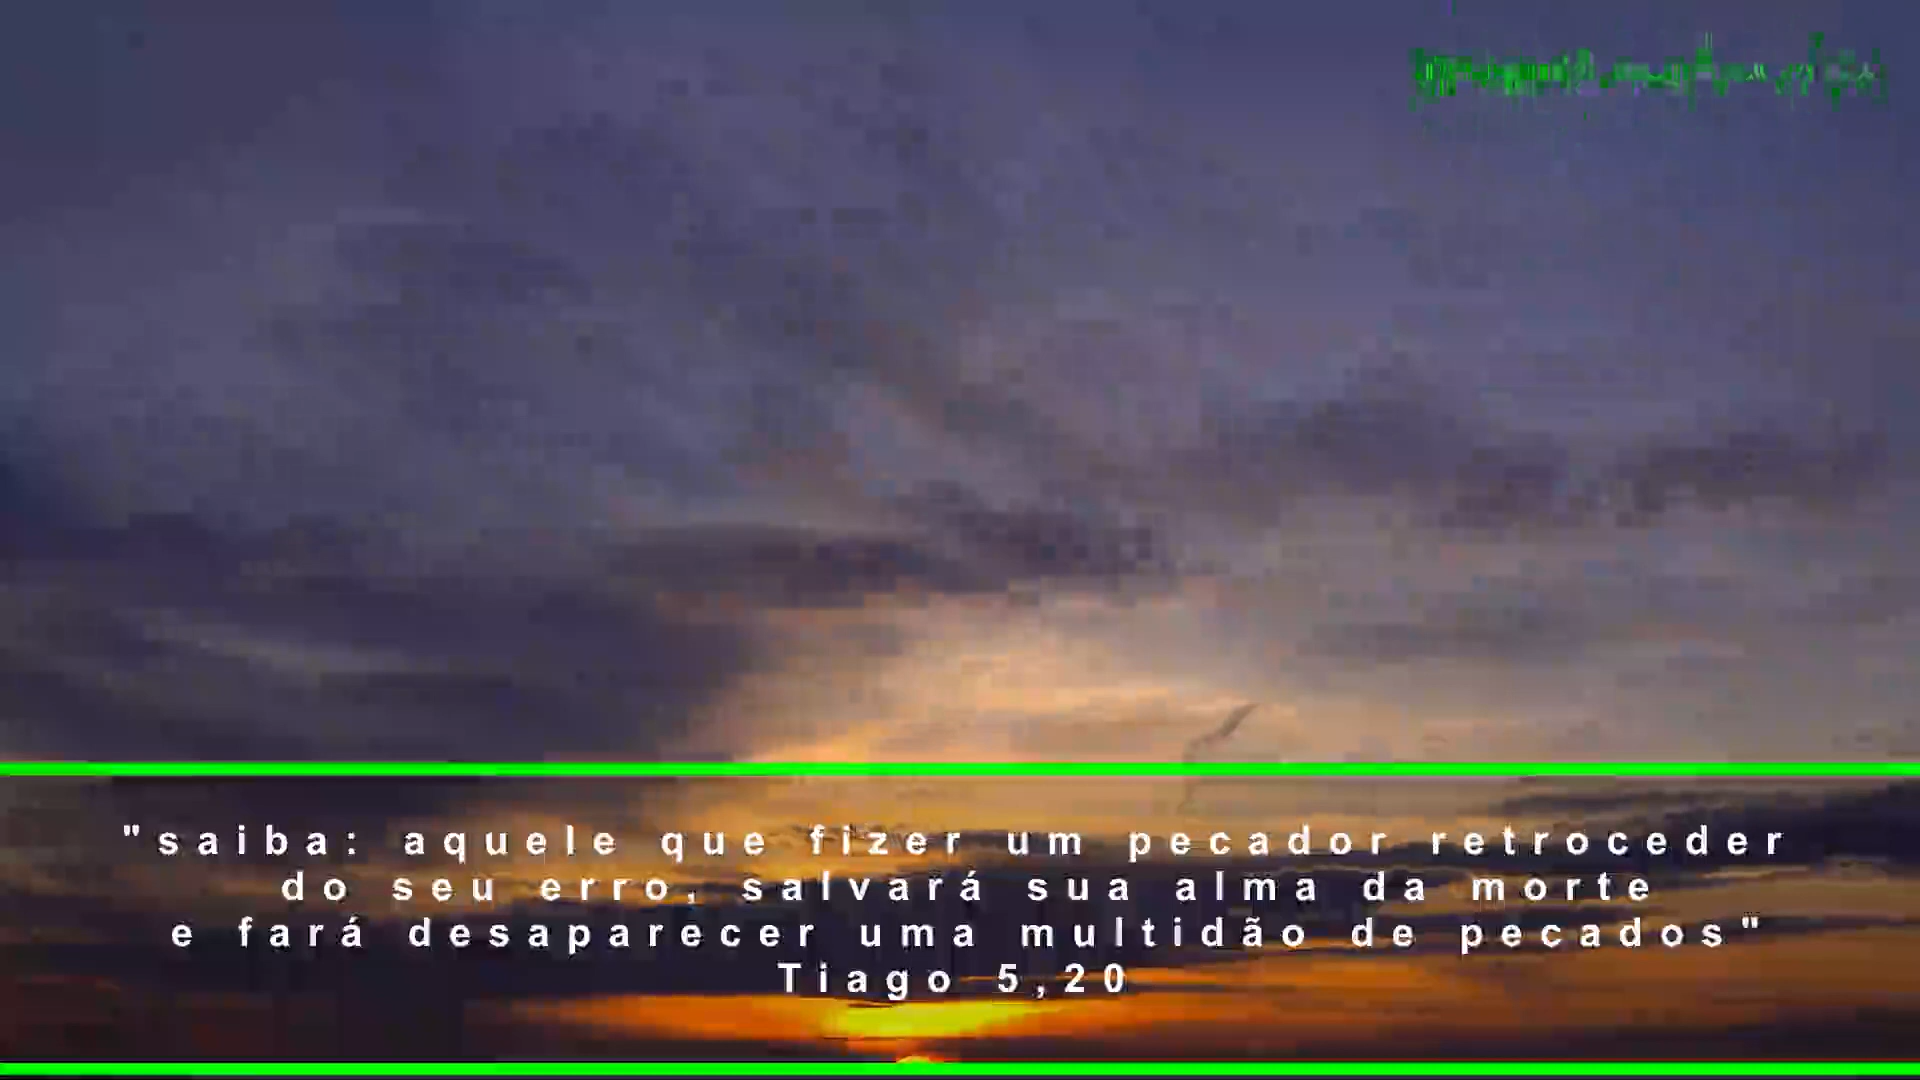 "saiba: aquele que fizer um pecador retroceder
do seu erro, salvará sua alma da morte
e fará desaparecer uma multidão de pecados"
Tiago 5,20